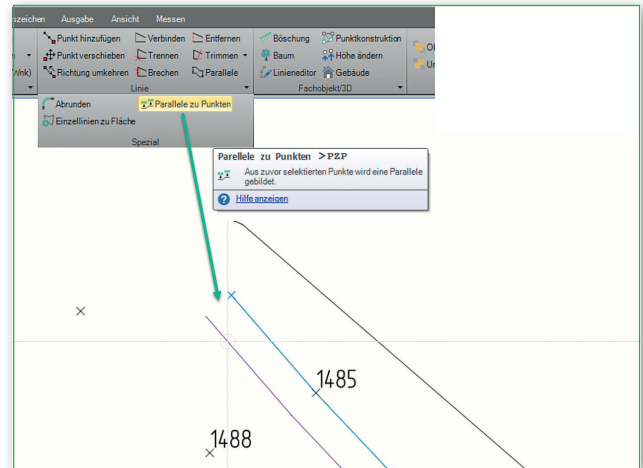 szeichen Ausgabe Ansicht Messen
Punkt hinzufügen Verbinden Entfernen Böschung Punktkonstruktion
Punkt verschieben Trennen Trimmen Baum Höhe ändern
Wnk) Richtung umkehren Brechen Parallele Linieneditor Gebäude
Linie Fachobjekt/3D
Abrunden Parallele zu Punkten
Einzellinien zu Fläche
Spezial
Parellele zu Punkten >PZP
Aus zuvor selektierten Punkte wird eine Parallele
gebildet.
Hilfe anzeigen
1485
1488